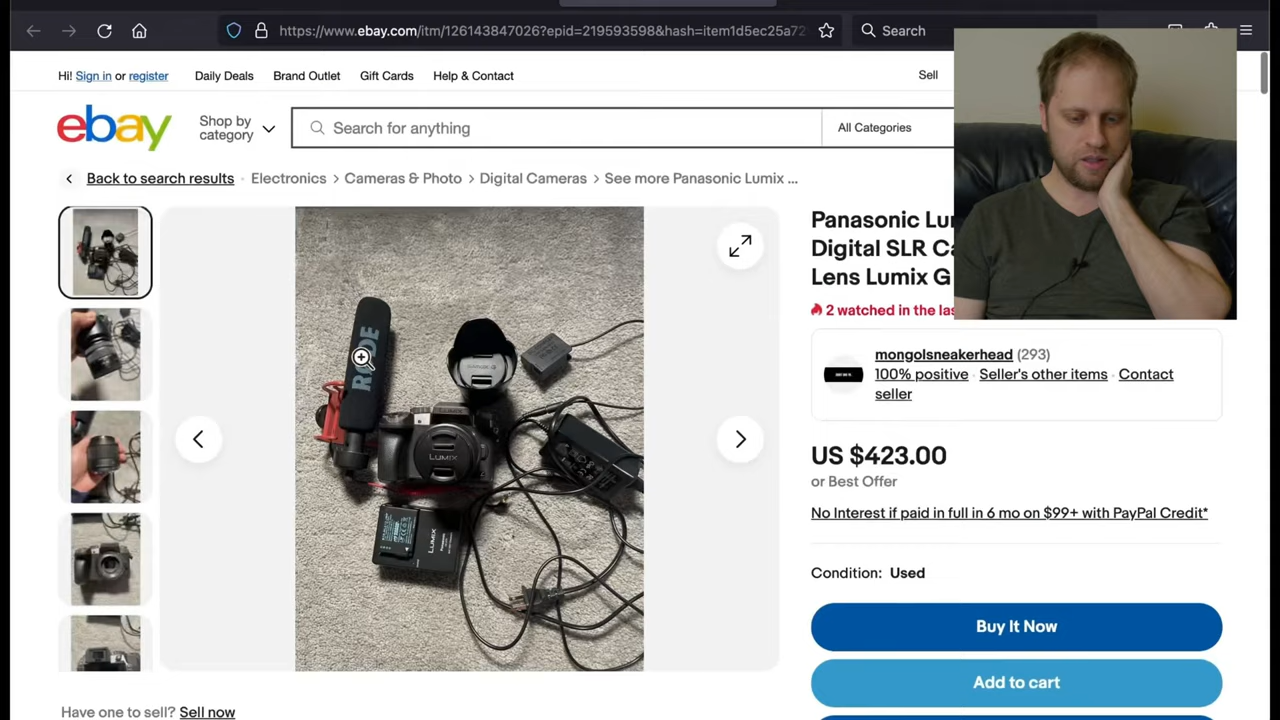 https://www.ebay.com/itm/126143847026?epid=219593598&hash=item1d5ec25a72
Search
Hi! Sign in or register
Daily Deals
Brand Outlet
Gift Cards
Help & Contact
Sell
ebay
Shop by
category
Search for anything
All Categories
Back to search results
Electronics > Cameras & Photo > Digital Cameras > See more Panasonic Lumix ...
Panasonic Lu
Digital SLR Ca
Lens Lumix G
2 watched in the las
mongolsneakerhead (293)
100% positive · Seller's other items · Contact
seller
RODE
LUMIX
LUMIX
US $423.00
or Best Offer
No Interest if paid in full in 6 mo on $99+ with PayPal Credit*
Condition: Used
Buy It Now
Add to cart
Have one to sell? Sell now